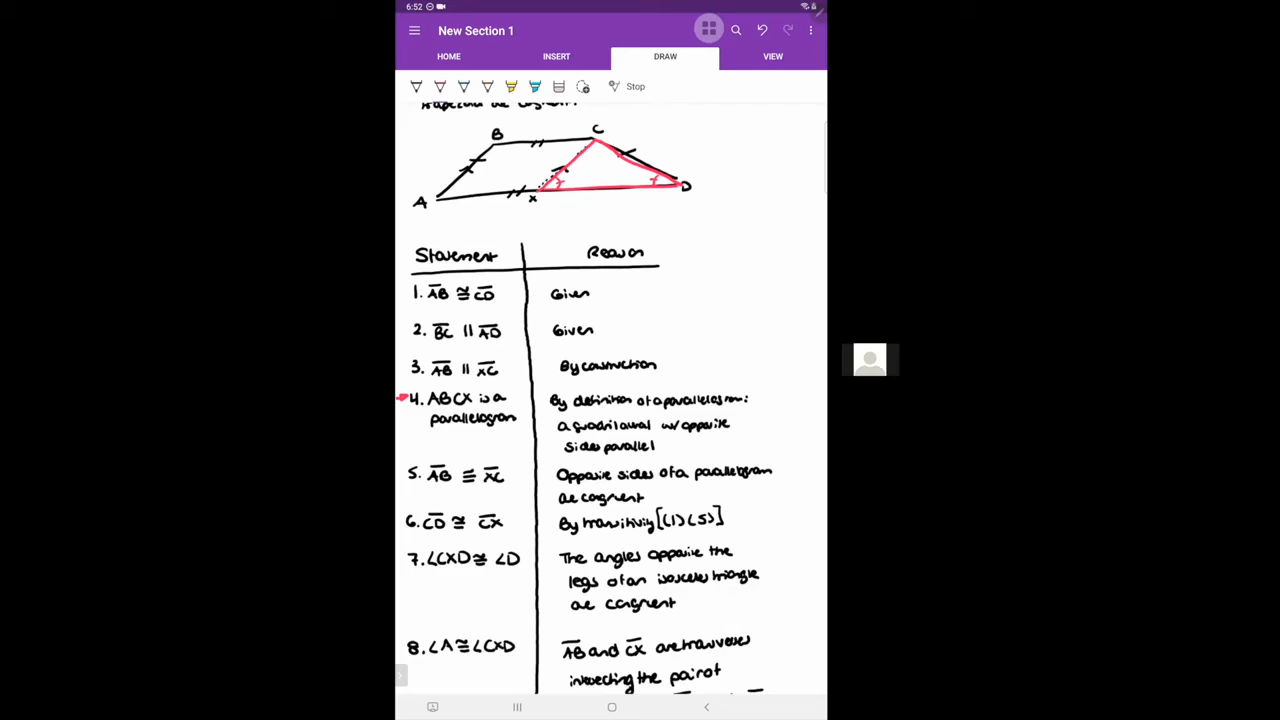 6:52
New Section 1
HOME INSERT DRAW VIEW
Stop
B C
A X D
Statement Reason
1. AB ≅ CD Given
2. BC || AD Given
3. AB || XC By construction
4. ABCX is a By definition of a parallelogram:
parallelogram a quadrilateral w/ opposite
sides parallel
5. AB ≅ XC Opposite sides of a parallelogram
are congruent
6. CD ≅ CX By transitivity [(1)(5)]
7. ∠CXD ≅ ∠D The angles opposite the
legs of an isosceles triangle
are congruent
8. ∠A ≅ ∠CXD AB and CX are
intersecting the pair of